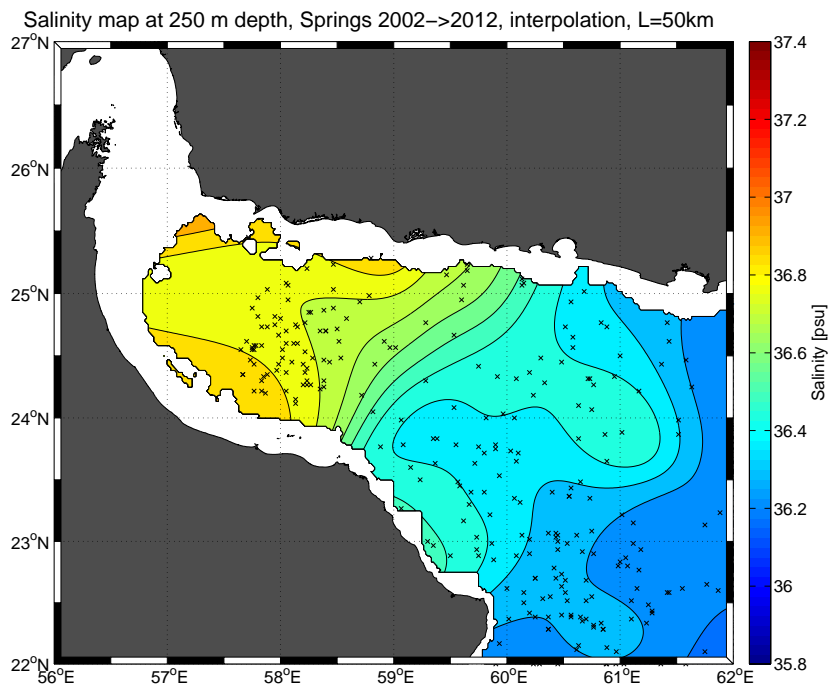 Salinity map at 250 m depth, Springs 2002->2012, interpolation, L=50km
27°N
26°N
25°N
24°N
23°N
22°N
56°E
57°E
58°E
59°E
60°E
61°E
62°E
37.4
37.2
37
36.8
36.6
36.4
36.2
36
35.8
Salinity [psu]